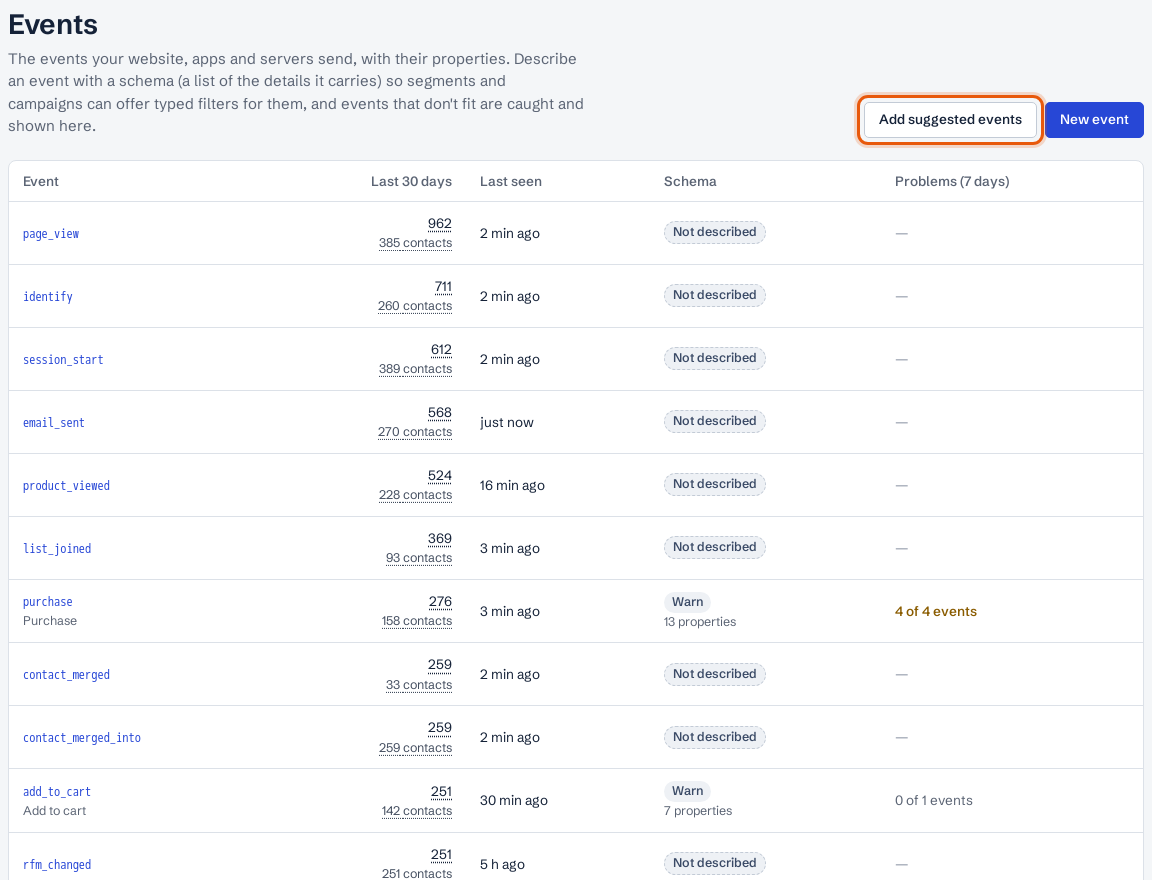 Events
The events your website, apps and servers send, with their properties. Describe
an event with a schema (a list of the details it carries) so segments and
campaigns can offer typed filters for them, and events that don't fit are caught and
shown here.
Add suggested events
New event
Event Last 30 days Last seen Schema Problems (7 days)
page_view 962 2 min ago Not described —
385 contacts
identify 711 2 min ago Not described —
260 contacts
session_start 612 2 min ago Not described —
389 contacts
email_sent 568 just now Not described —
270 contacts
product_viewed 524 16 min ago Not described —
228 contacts
list_joined 369 3 min ago Not described —
93 contacts
purchase 276 3 min ago Warn 4 of 4 events
Purchase 158 contacts 13 properties
contact_merged 259 2 min ago Not described —
33 contacts
contact_merged_into 259 2 min ago Not described —
259 contacts
add_to_cart 251 30 min ago Warn 0 of 1 events
Add to cart 142 contacts 7 properties
rfm_changed 251 5 h ago Not described —
251 contacts